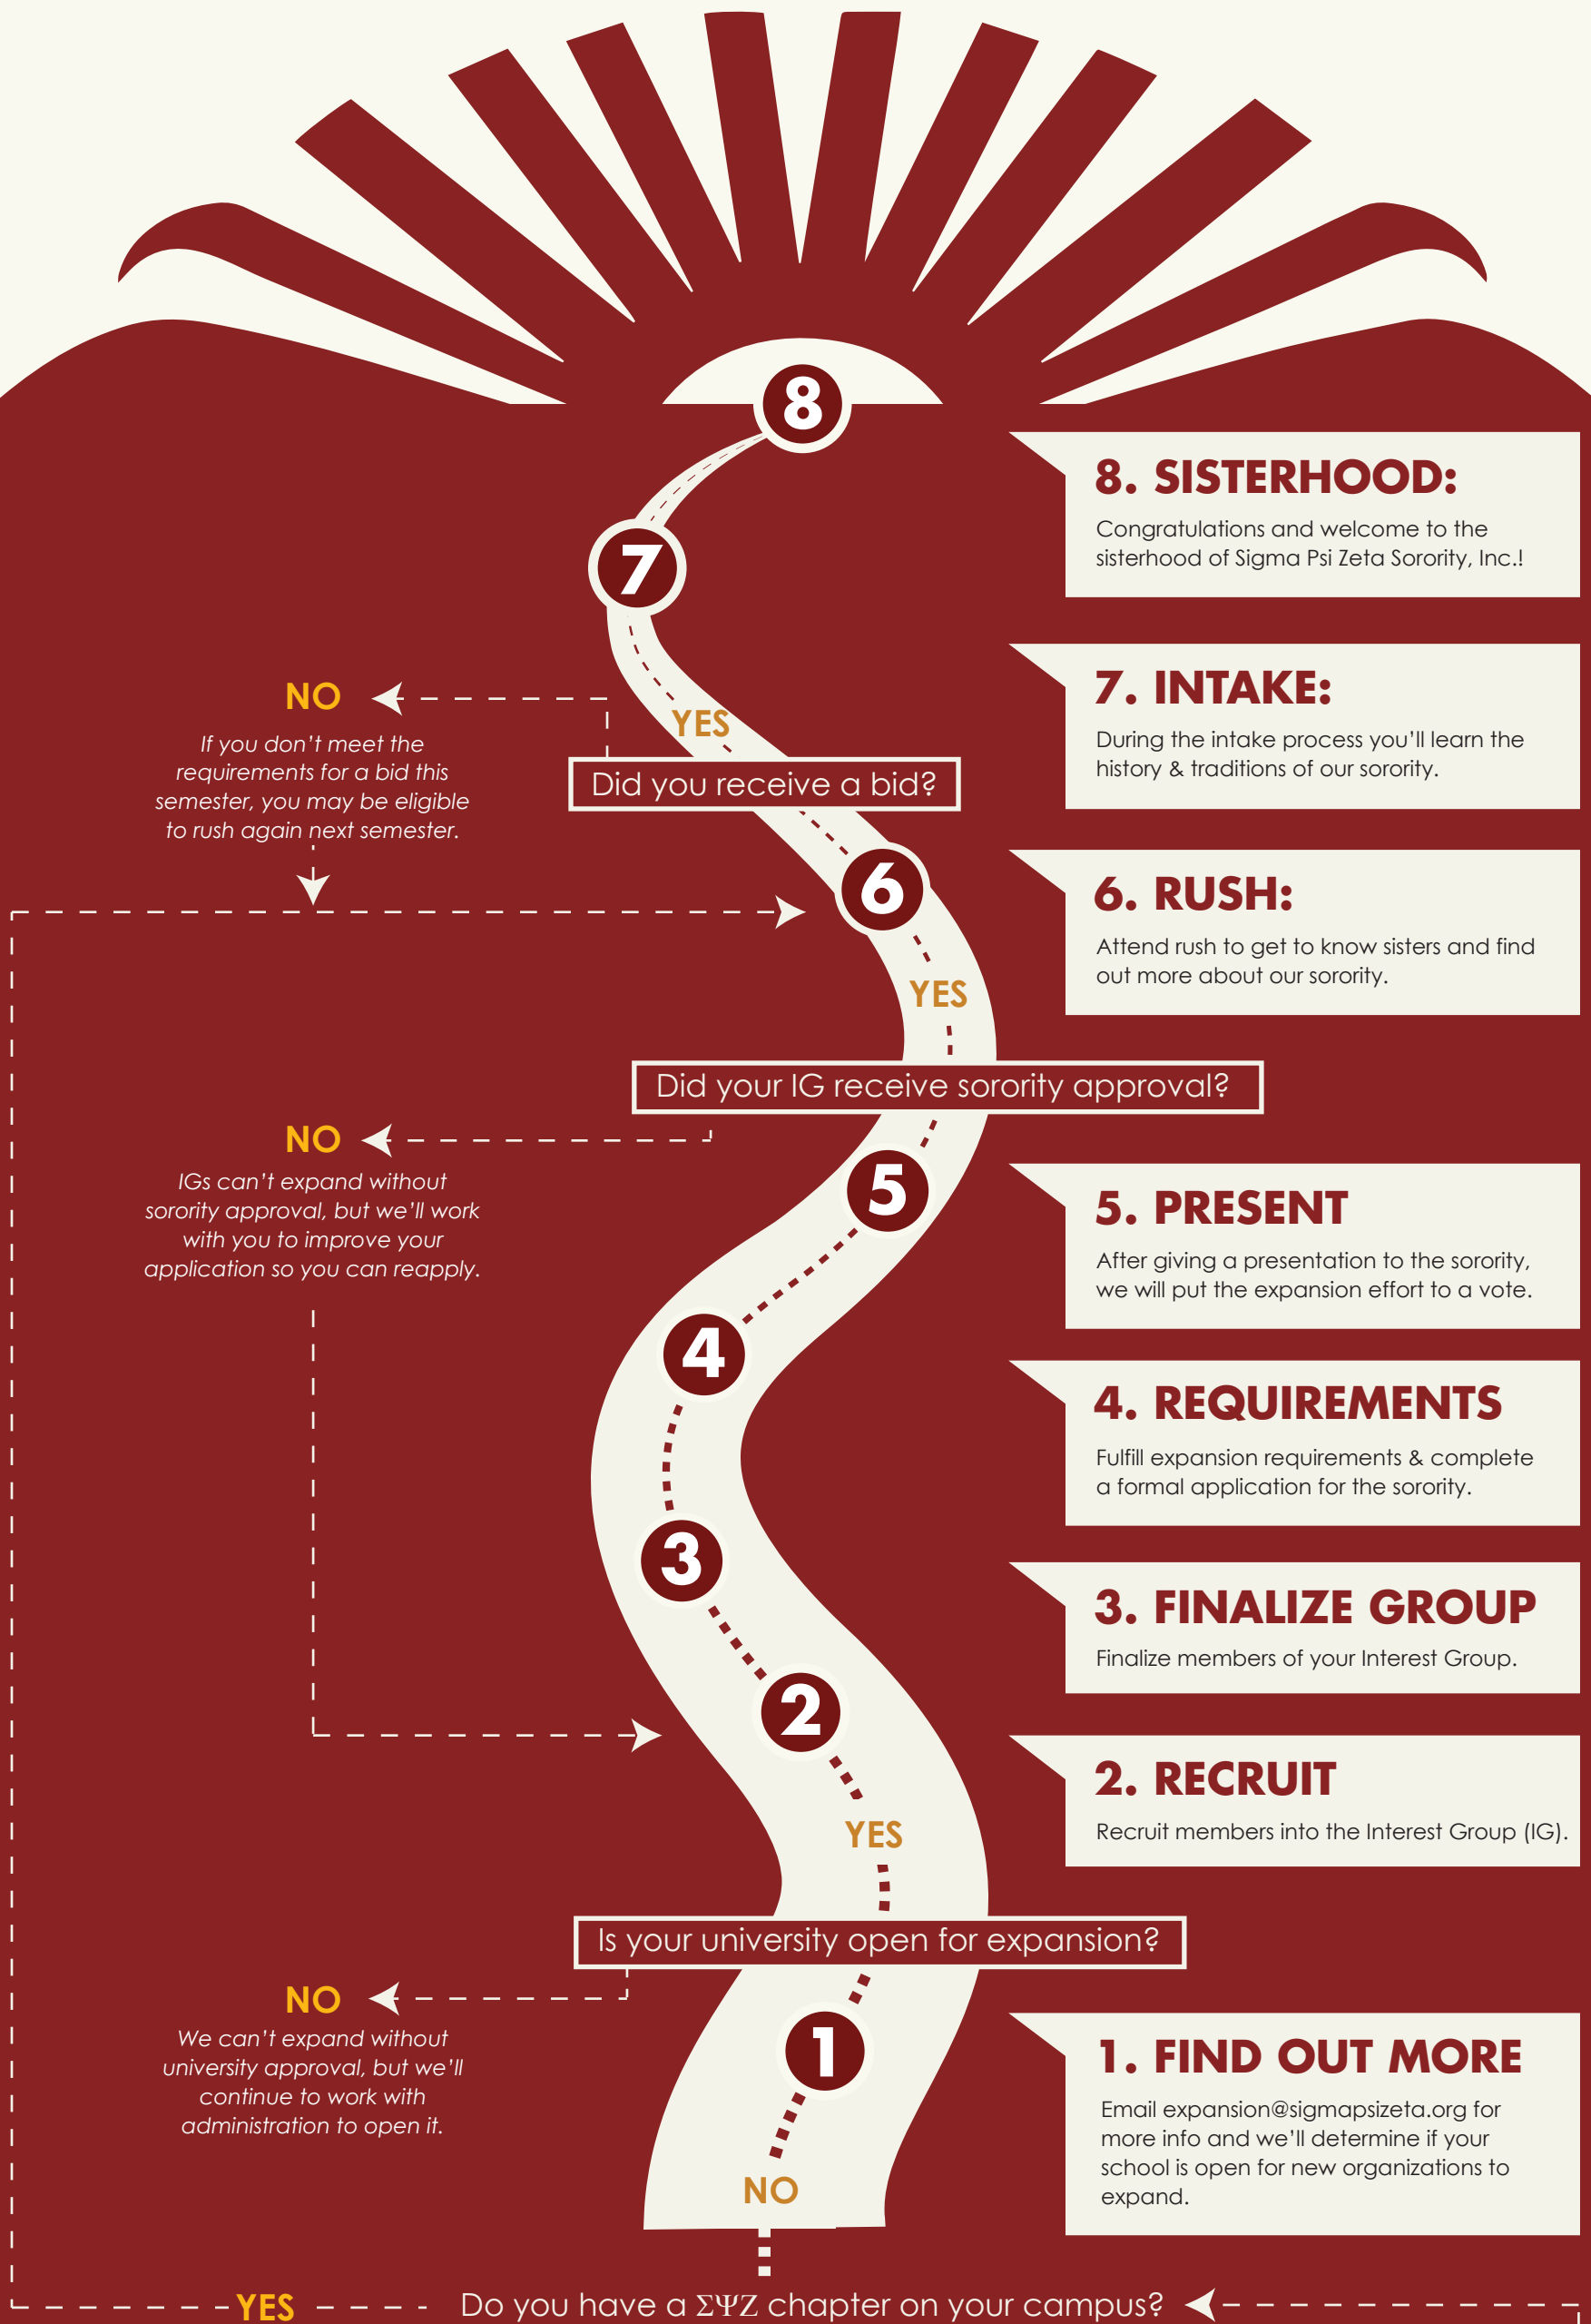 8
8. SISTERHOOD:
Congratulations and welcome to the
sisterhood of Sigma Psi Zeta Sorority, Inc.!
7
7. INTAKE:
During the intake process you'll learn the
history & traditions of our sorority.
NO
If you don't meet the
requirements for a bid this
semester, you may be eligible
to rush again next semester.
YES
Did you receive a bid?
6
6. RUSH:
Attend rush to get to know sisters and find
out more about our sorority.
YES
Did your IG receive sorority approval?
NO
IGs can't expand without
sorority approval, but we'll work
with you to improve your
application so you can reapply.
5
5. PRESENT
After giving a presentation to the sorority,
we will put the expansion effort to a vote.
4
4. REQUIREMENTS
Fulfill expansion requirements & complete
a formal application for the sorority.
3
3. FINALIZE GROUP
Finalize members of your Interest Group.
2
2. RECRUIT
Recruit members into the Interest Group (IG).
YES
Is your university open for expansion?
NO
We can't expand without
university approval, but we'll
continue to work with
administration to open it.
1
1. FIND OUT MORE
Email expansion@sigmapsizeta.org for
more info and we'll determine if your
school is open for new organizations to
expand.
NO
YES
Do you have a ΣΨΖ chapter on your campus?